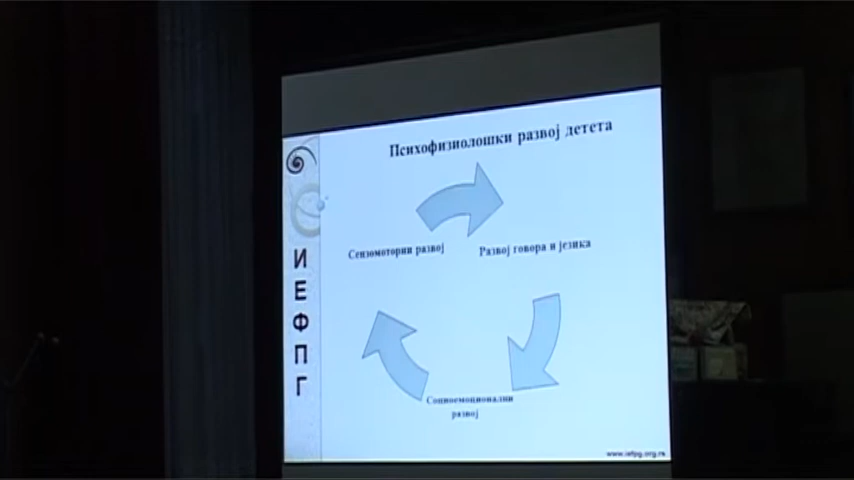 Психофизиолошки развој детета
Сензомоторни развој
Развој говора и језика
Социоемоционални
развој
И
Е
Ф
П
Г
www.iefpg.org.rs